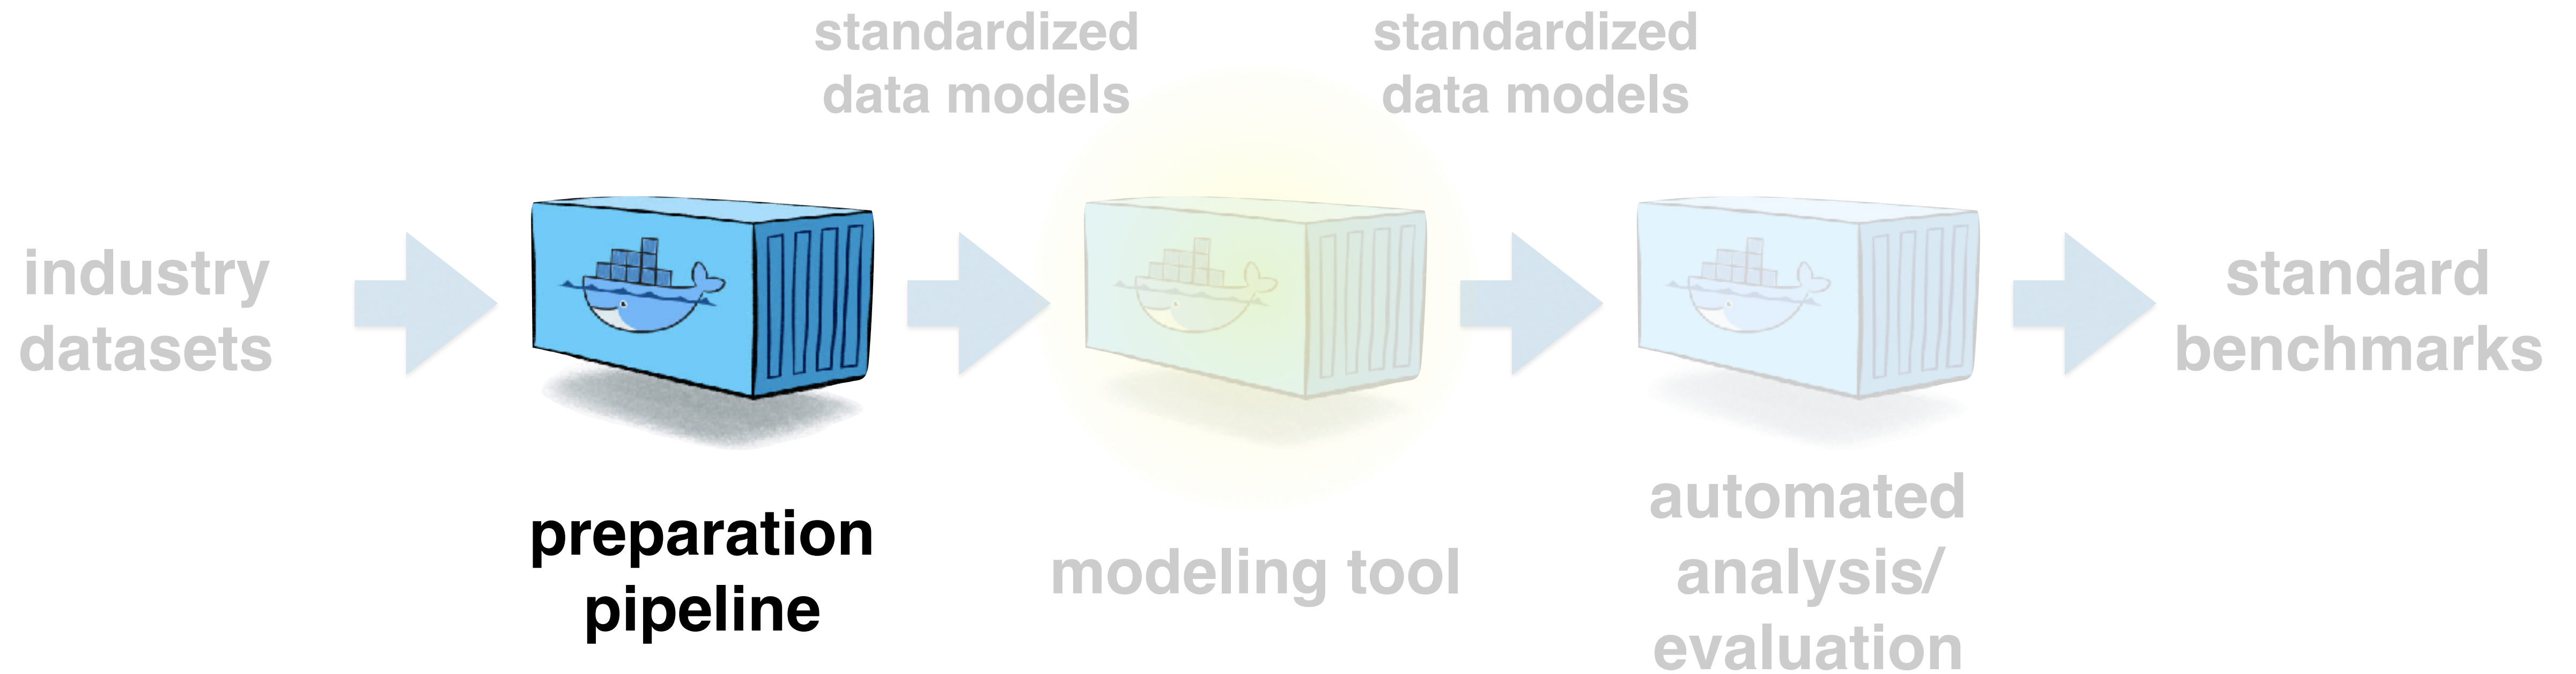 standardized
data models
standardized
data models
industry
datasets
standard
benchmarks
preparation
pipeline
modeling tool
automated
analysis/
evaluation